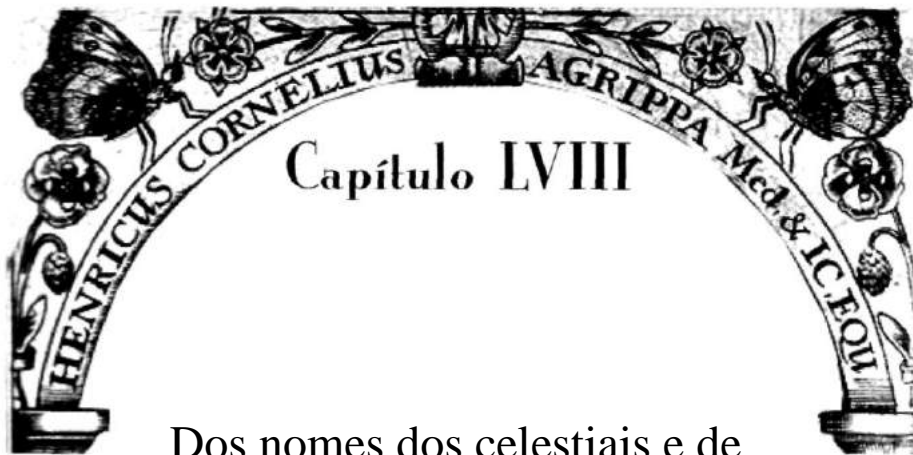 HENRICUS CORNELIUS AGRIPPA Med. & IC. EQU
Capítulo LVIII
Dos nomes dos celestiais e de